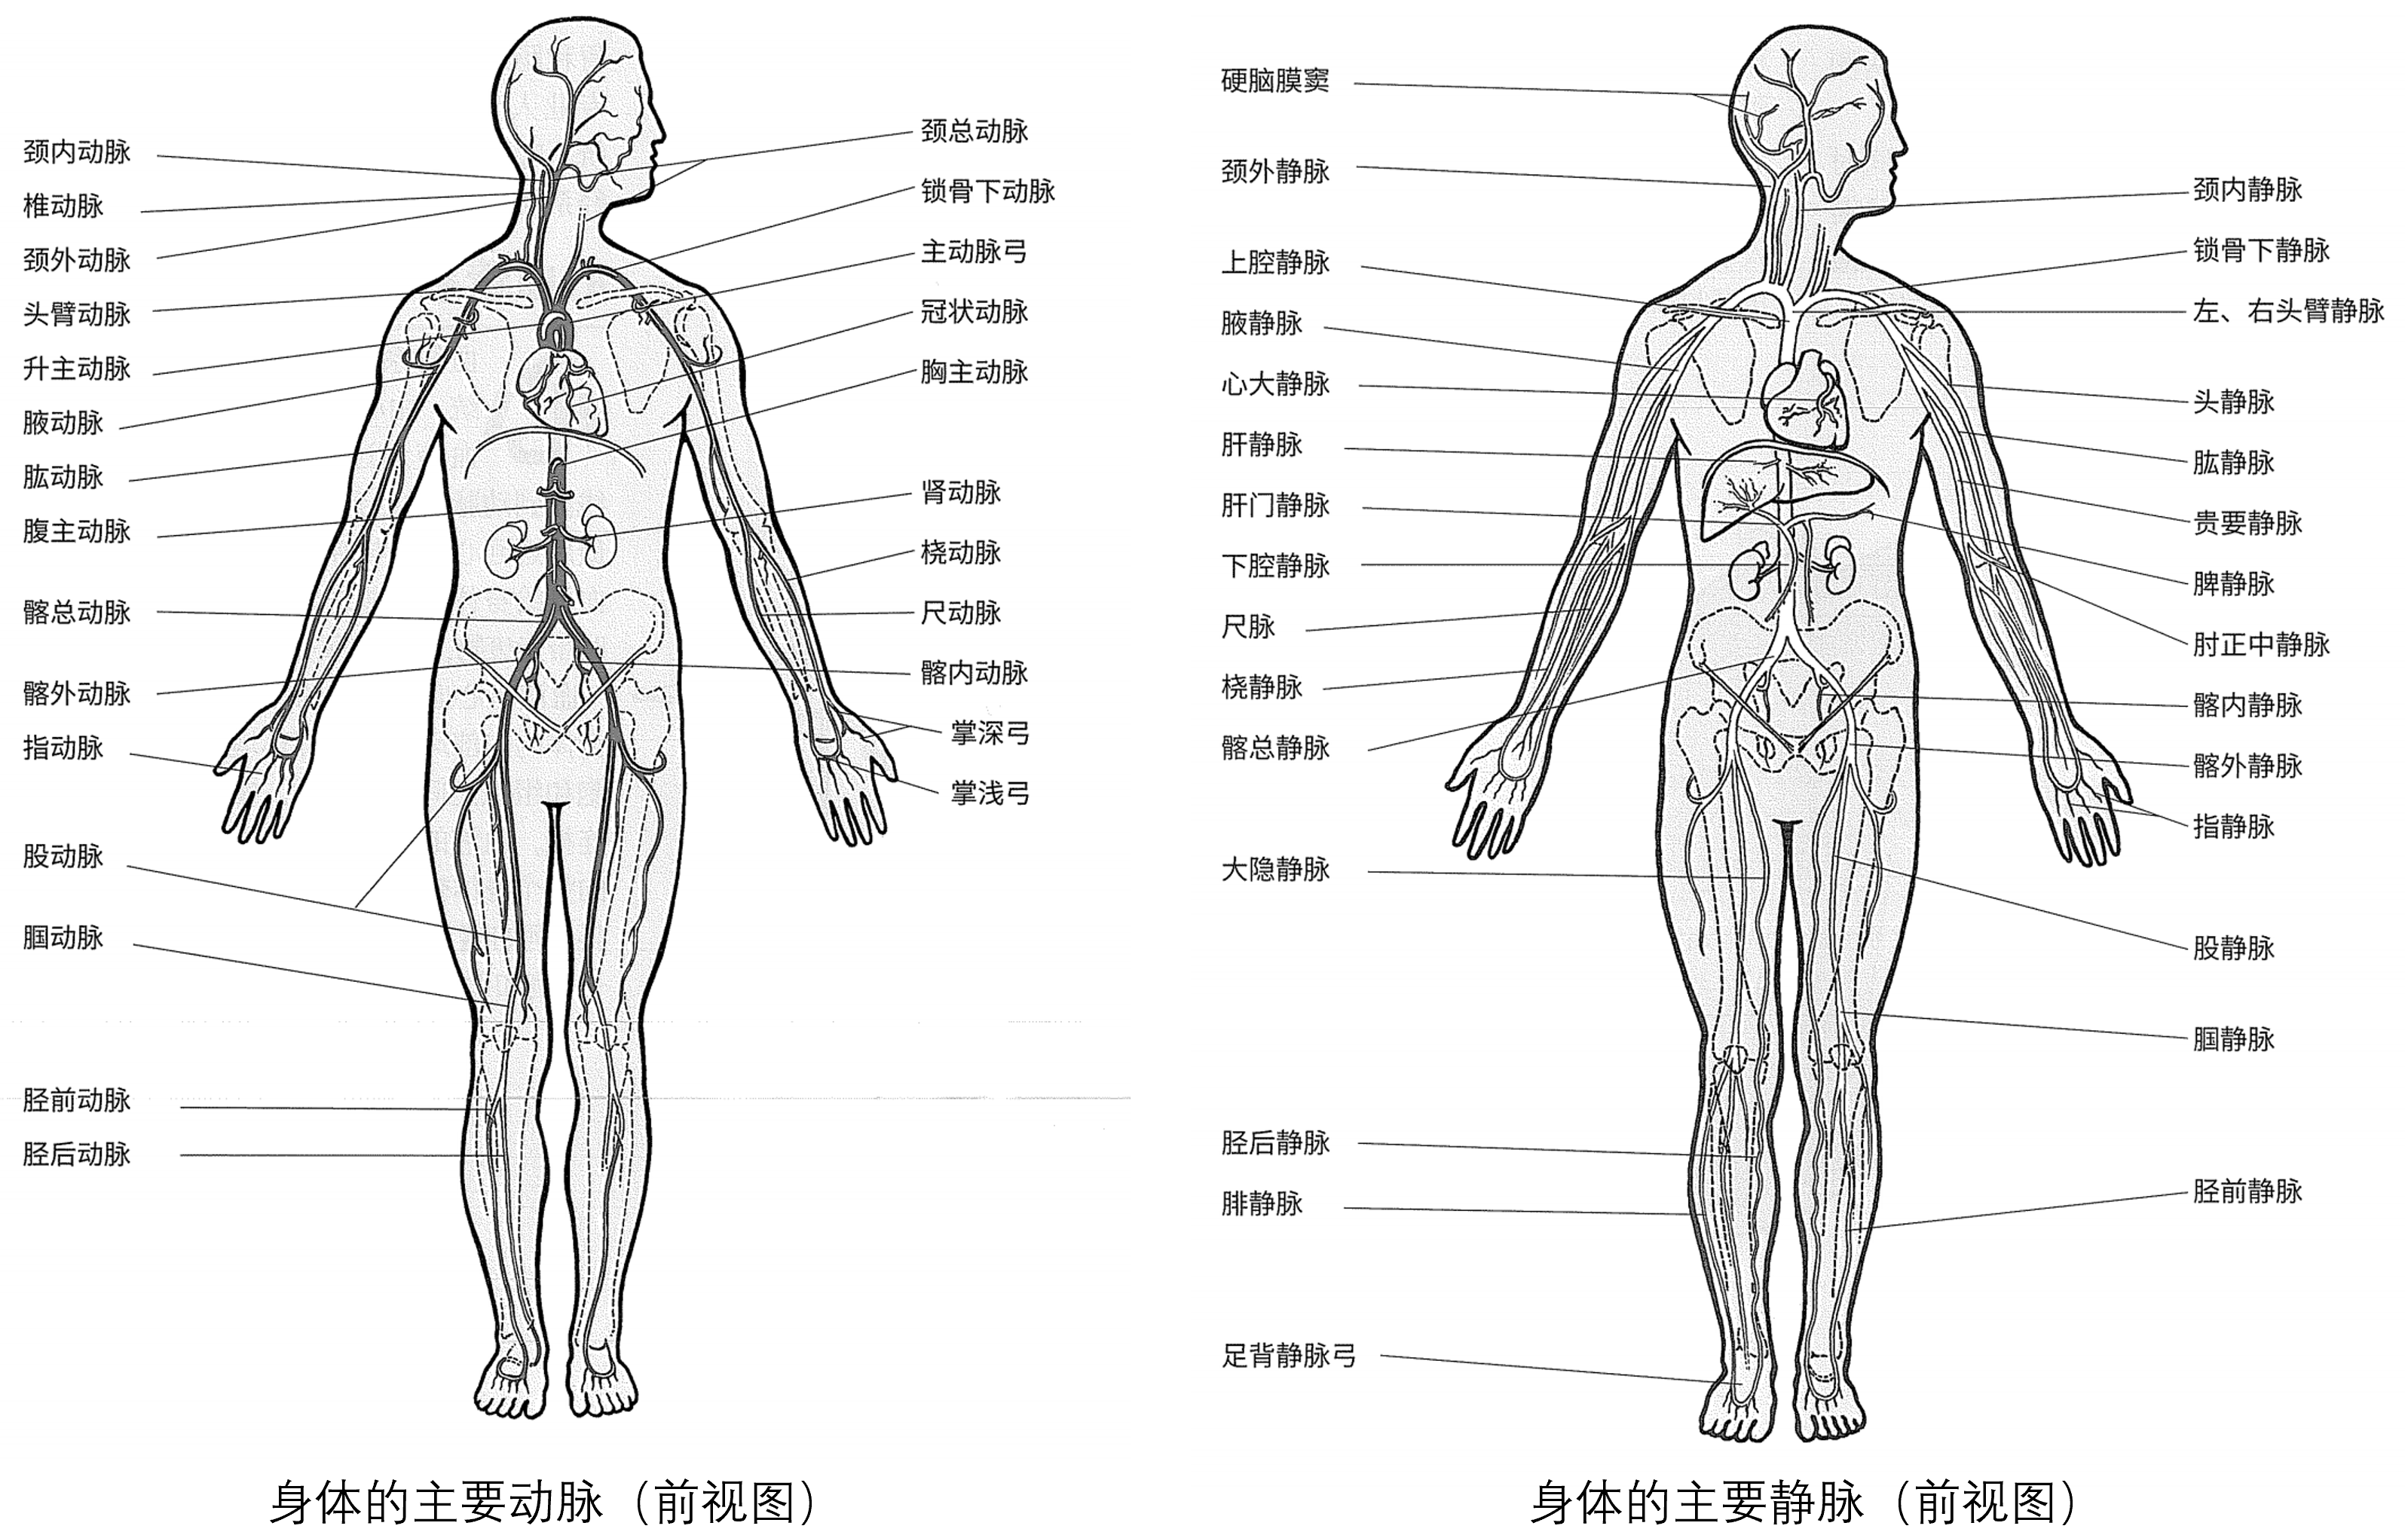 颈内动脉
椎动脉
颈外动脉
头臂动脉
升主动脉
腋动脉
肱动脉
腹主动脉
髂总动脉
髂外动脉
指动脉
股动脉
腘动脉
胫前动脉
胫后动脉
颈总动脉
锁骨下动脉
主动脉弓
冠状动脉
胸主动脉
肾动脉
桡动脉
尺动脉
髂内动脉
掌深弓
掌浅弓
身体的主要动脉（前视图）
硬脑膜窦
颈外静脉
上腔静脉
腋静脉
心大静脉
肝静脉
肝门静脉
下腔静脉
尺脉
桡静脉
髂总静脉
大隐静脉
胫后静脉
腓静脉
足背静脉弓
颈内静脉
锁骨下静脉
左、右头臂静脉
头静脉
肱静脉
贵要静脉
脾静脉
肘正中静脉
髂内静脉
髂外静脉
指静脉
股静脉
腘静脉
胫前静脉
身体的主要静脉（前视图）